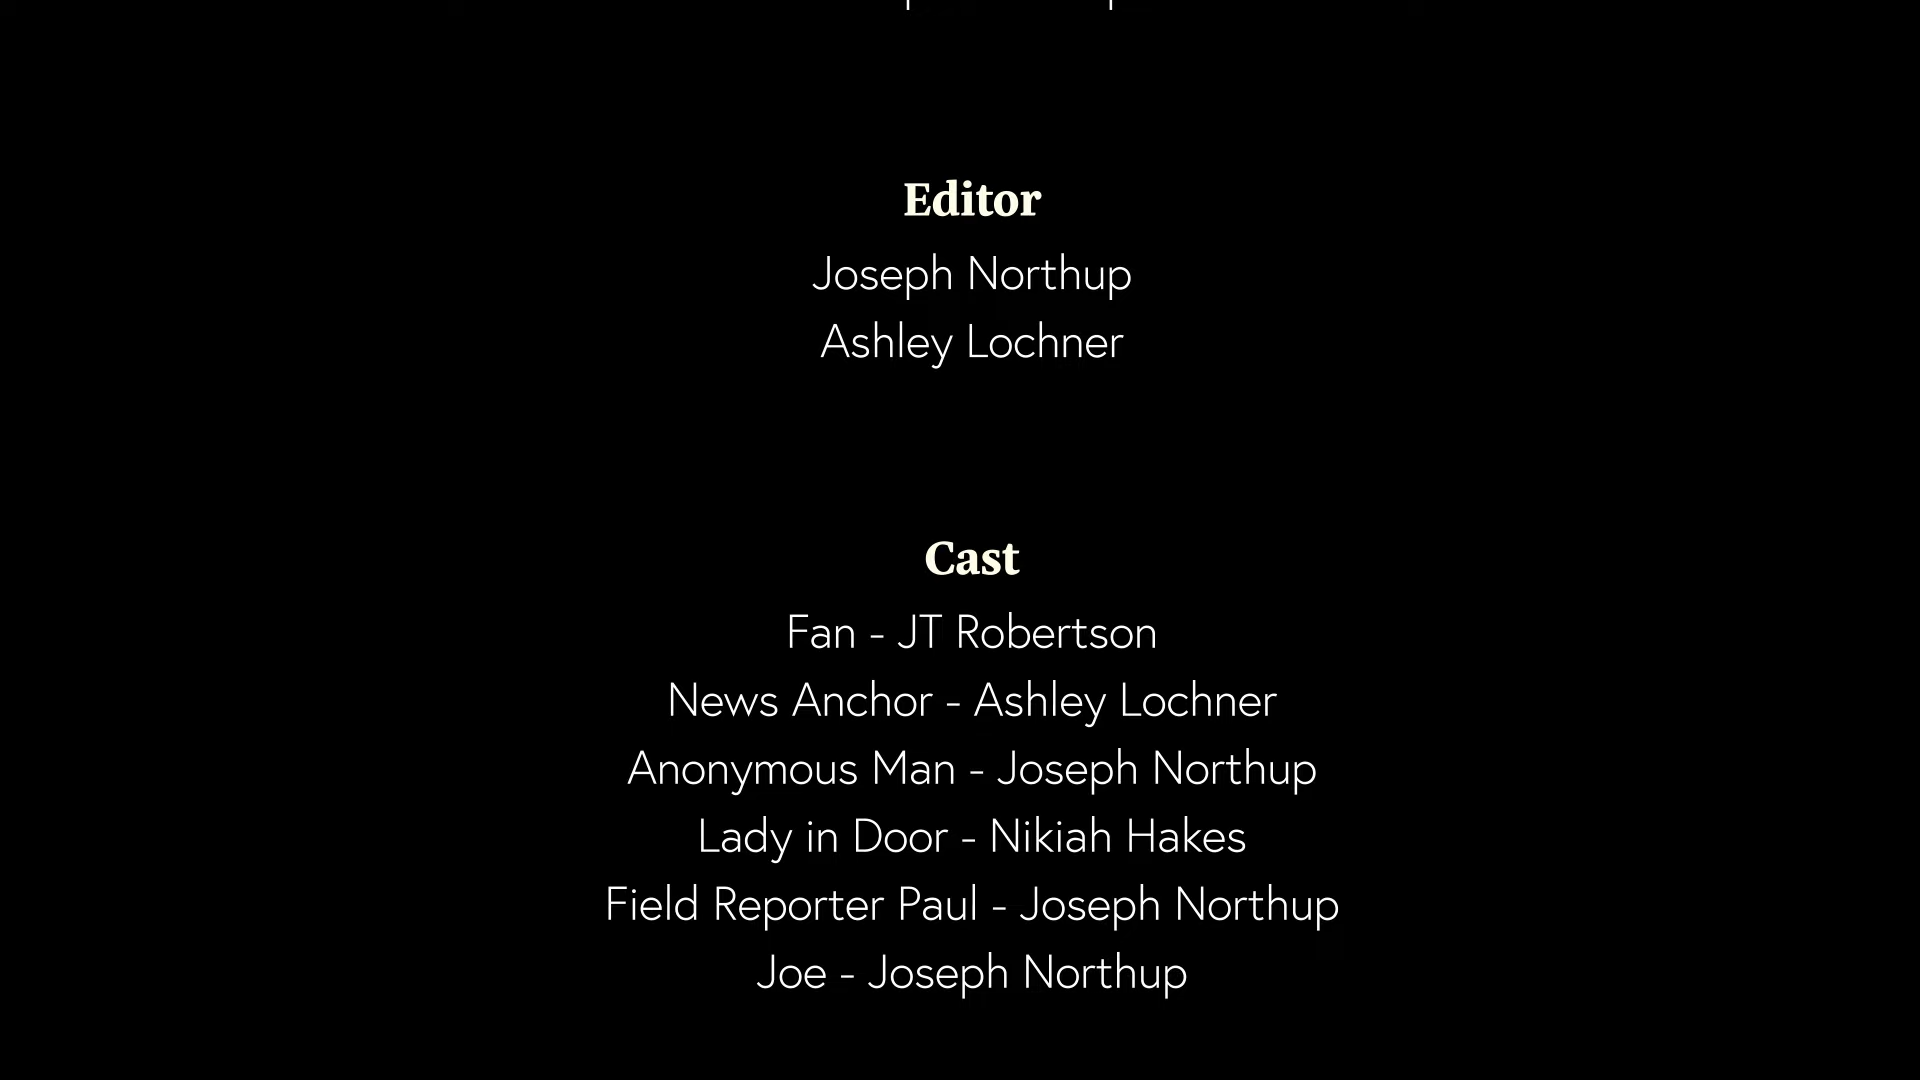 Editor
Joseph Northup
Ashley Lochner
Cast
Fan - JT Robertson
News Anchor - Ashley Lochner
Anonymous Man - Joseph Northup
Lady in Door - Nikiah Hakes
Field Reporter Paul - Joseph Northup
Joe - Joseph Northup